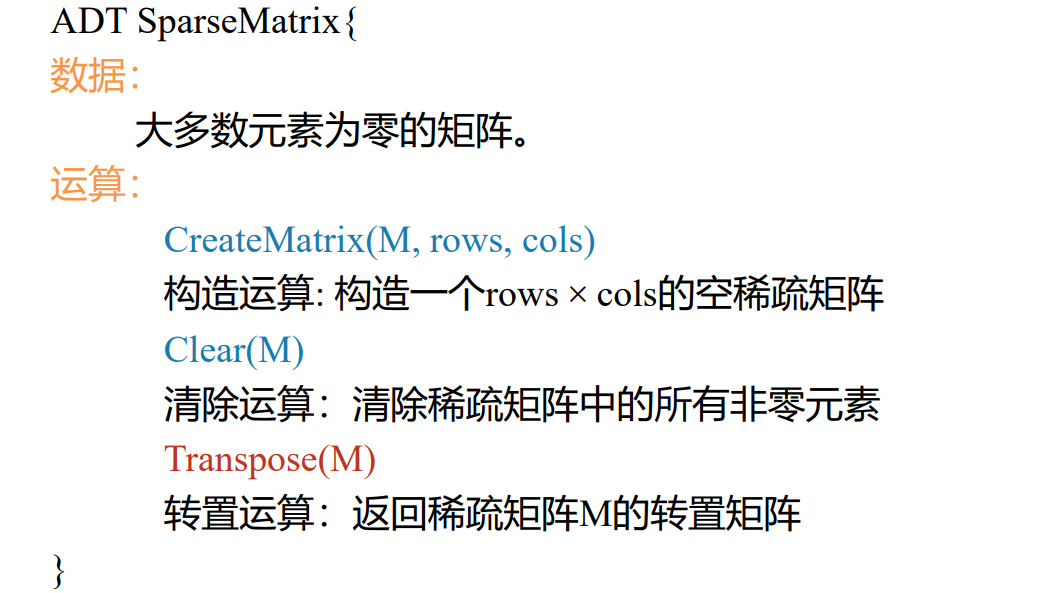 ADT SparseMatrix{
数据：
大多数元素为零的矩阵。
运算：
CreateMatrix(M, rows, cols)
构造运算: 构造一个rows × cols的空稀疏矩阵
Clear(M)
清除运算：清除稀疏矩阵中的所有非零元素
Transpose(M)
转置运算：返回稀疏矩阵M的转置矩阵
}